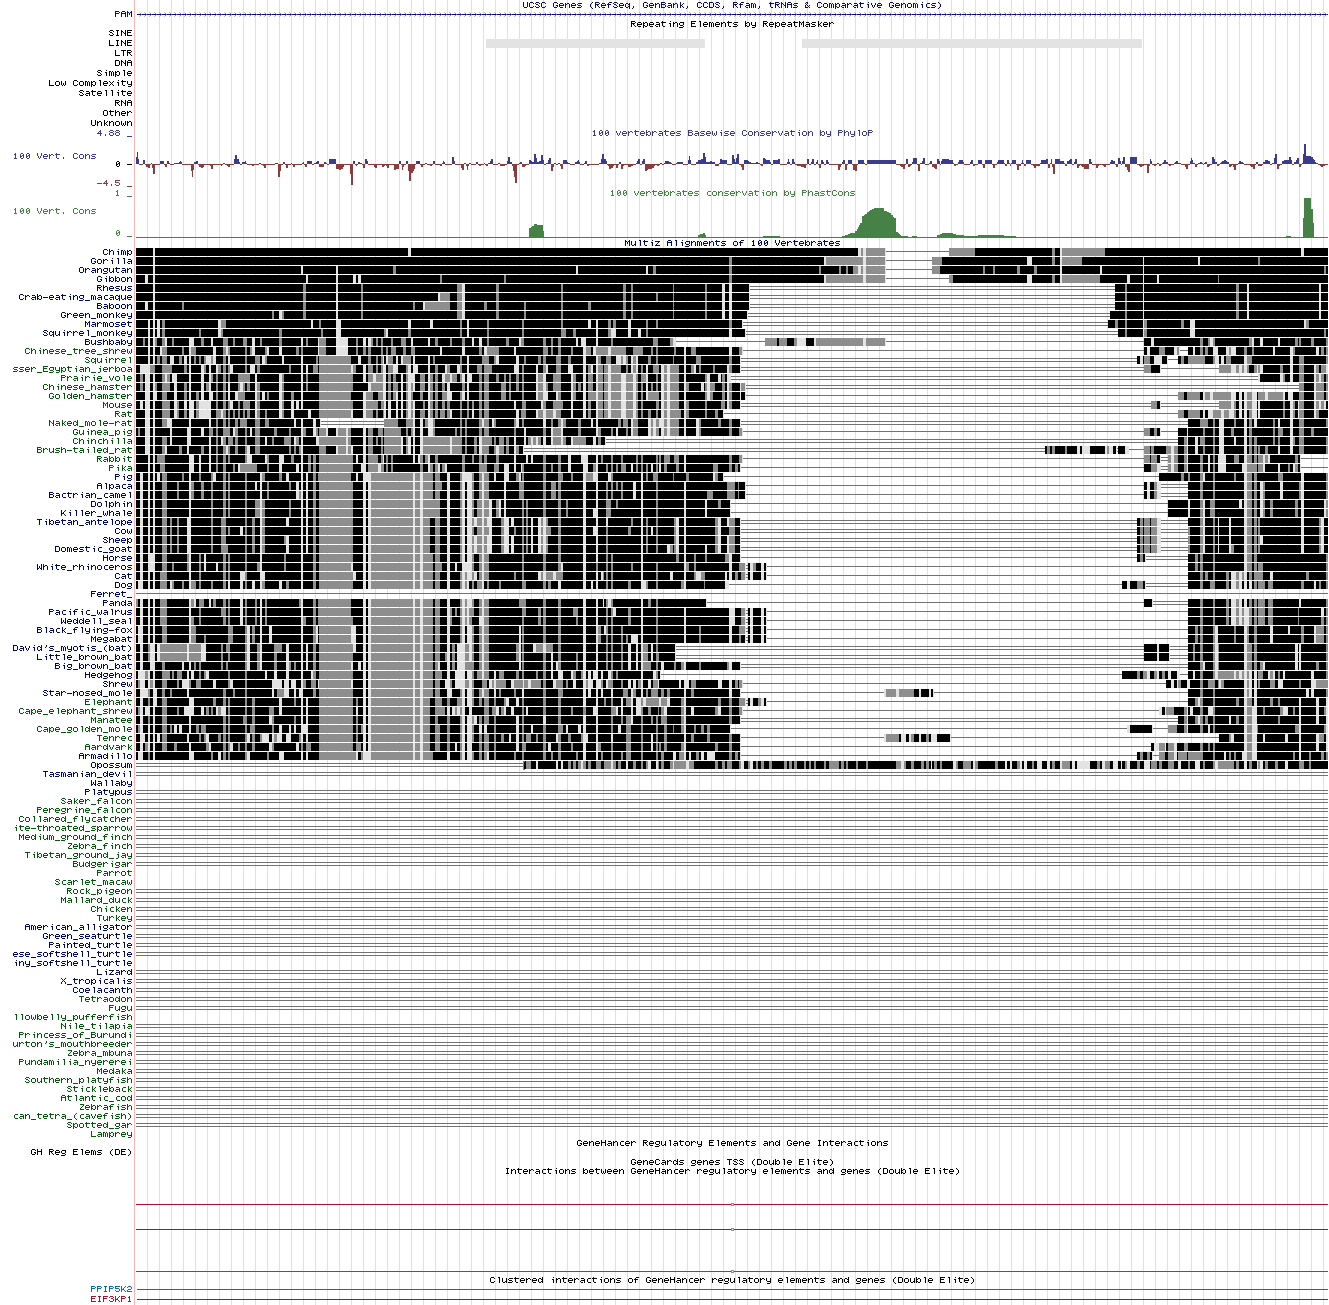 UCSC Genes (RefSeq, GenBank, CCDS, Rfam, tRNAs & Comparative Genomics)
PAM
Repeating Elements by RepeatMasker
SINE
LINE
LTR
DNA
Simple
Low Complexity
Satellite
RNA
Other
Unknown
4.88 _
100 vertebrates Basewise Conservation by PhyloP
100 Vert. Cons
0 _
-4.5 _
1 _
100 vertebrates conservation by PhastCons
100 Vert. Cons
0 _
Multiz Alignments of 100 Vertebrates
Chimp
Gorilla
Orangutan
Gibbon
Rhesus
Crab-eating_macaque
Baboon
Green_monkey
Marmoset
Squirrel_monkey
Bushbaby
Chinese_tree_shrew
Squirrel
sser_Egyptian_jerboa
Prairie_vole
Chinese_hamster
Golden_hamster
Mouse
Rat
Naked_mole-rat
Guinea_pig
Chinchilla
Brush-tailed_rat
Rabbit
Pika
Pig
Alpaca
Bactrian_camel
Dolphin
Killer_whale
Tibetan_antelope
Cow
Sheep
Domestic_goat
Horse
White_rhinoceros
Cat
Dog
Ferret_
Panda
Pacific_walrus
Weddell_seal
Black_flying-fox
Megabat
David's_myotis_(bat)
Little_brown_bat
Big_brown_bat
Hedgehog
Shrew
Star-nosed_mole
Elephant
Cape_elephant_shrew
Manatee
Cape_golden_mole
Tenrec
Aardvark
Armadillo
Opossum
Tasmanian_devil
Wallaby
Platypus
Saker_falcon
Peregrine_falcon
Collared_flycatcher
ite-throated_sparrow
Medium_ground_finch
Zebra_finch
Tibetan_ground_jay
Budgerigar
Parrot
Scarlet_macaw
Rock_pigeon
Mallard_duck
Chicken
Turkey
American_alligator
Green_seaturtle
Painted_turtle
ese_softshell_turtle
iny_softshell_turtle
Lizard
X_tropicalis
Coelacanth
Tetraodon
Fugu
llowbelly_pufferfish
Nile_tilapia
Princess_of_Burundi
urton's_mouthbreeder
Zebra_mbuna
Pundamilia_nyererei
Medaka
Southern_platyfish
Stickleback
Atlantic_cod
Zebrafish
can_tetra_(cavefish)
Spotted_gar
Lamprey
GeneHancer Regulatory Elements and Gene Interactions
GH Reg Elems (DE)
GeneCards genes TSS (Double Elite)
Interactions between GeneHancer regulatory elements and genes (Double Elite)
Clustered interactions of GeneHancer regulatory elements and genes (Double Elite)
PPIP5K2
EIF3KP1